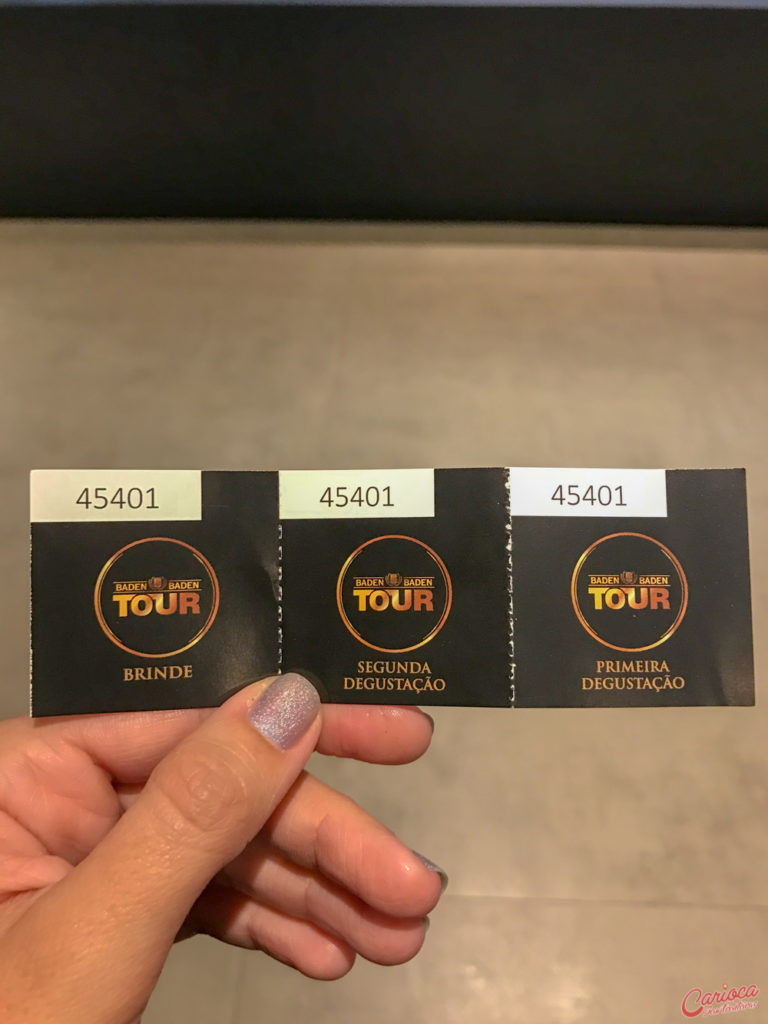 45401
BADEN BADEN
TOUR
BRINDE
45401
BADEN BADEN
TOUR
SEGUNDA
DEGUSTAÇÃO
45401
BADEN BADEN
TOUR
PRIMEIRA
DEGUSTAÇÃO
Carioca